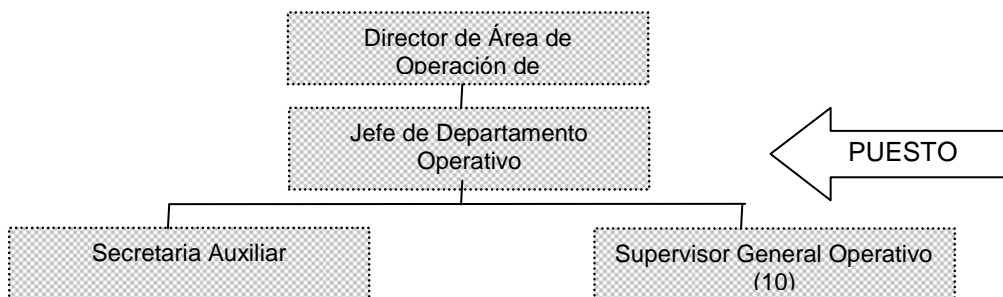 Director de Área de
Operación de
Jefe de Departamento
Operativo
PUESTO
Secretaria Auxiliar
Supervisor General Operativo
(10)